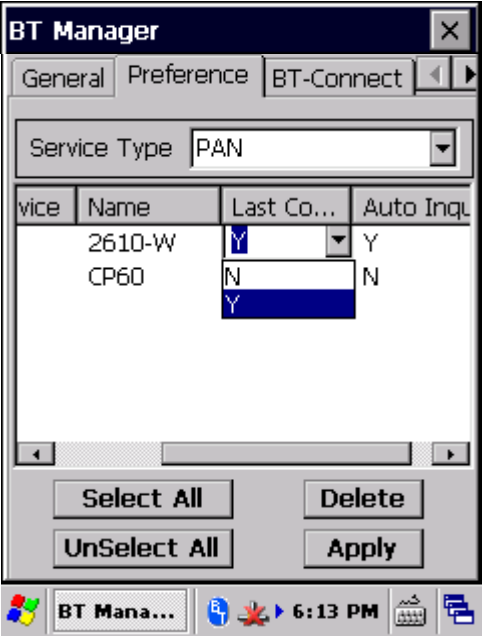 BT Manager
General Preference BT-Connect
Service Type PAN
vice Name Last Co... Auto Inqu
2610-W Y Y
CP60 N N
Y
Select All Delete
UnSelect All Apply
BT Mana... 6:13 PM